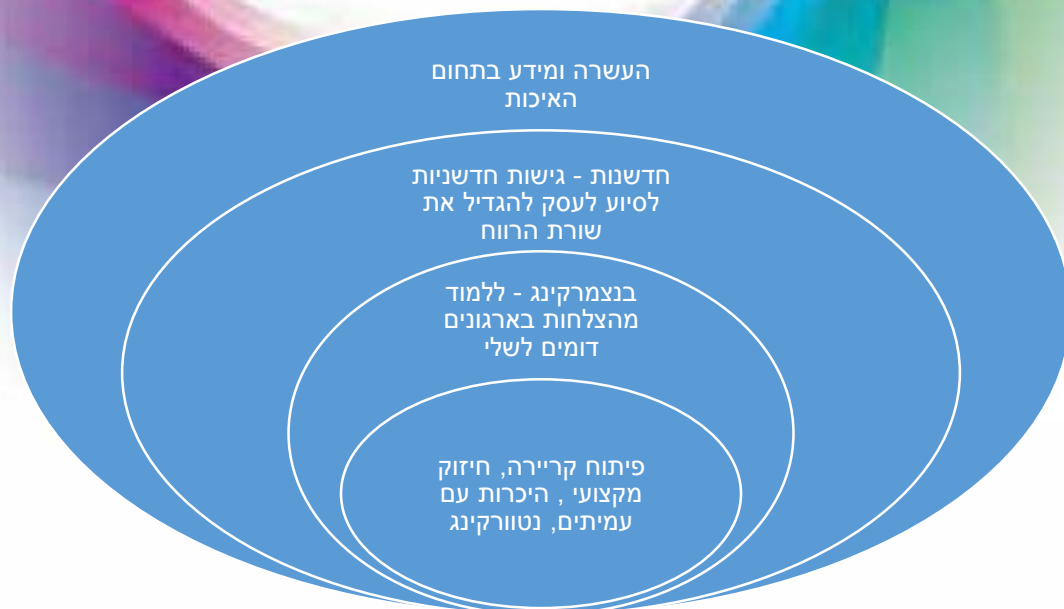 העשרה ומידע בתחום
האיכות
חדשנות - גישות חדשניות
לסיוע לעסק להגדיל את
שורת הרווח
בנצמרקינג - ללמוד
מהצלחות בארגונים
דומים לשלי
פיתוח קריירה, חיזוק
מקצועי , היכרות עם
עמיתים, נטוורקינג